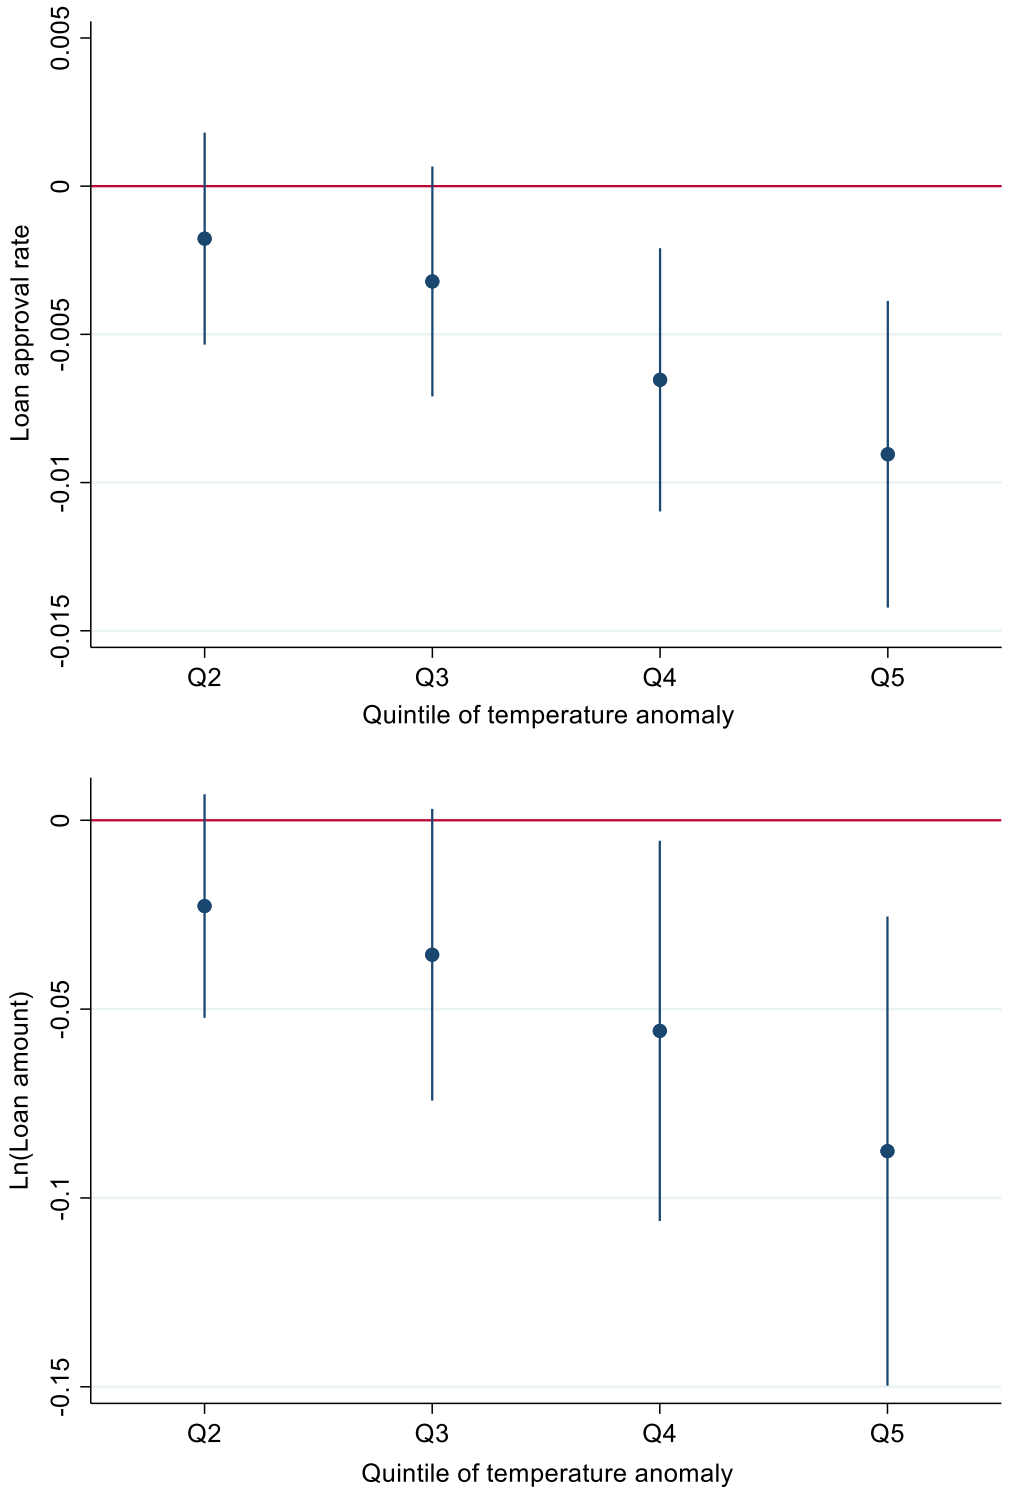 Loan approval rate
0.005
0
-0.005
-0.01
-0.015
Q2 Q3 Q4 Q5
Quintile of temperature anomaly
Ln(Loan amount)
0
-0.05
-0.1
-0.15
Q2 Q3 Q4 Q5
Quintile of temperature anomaly